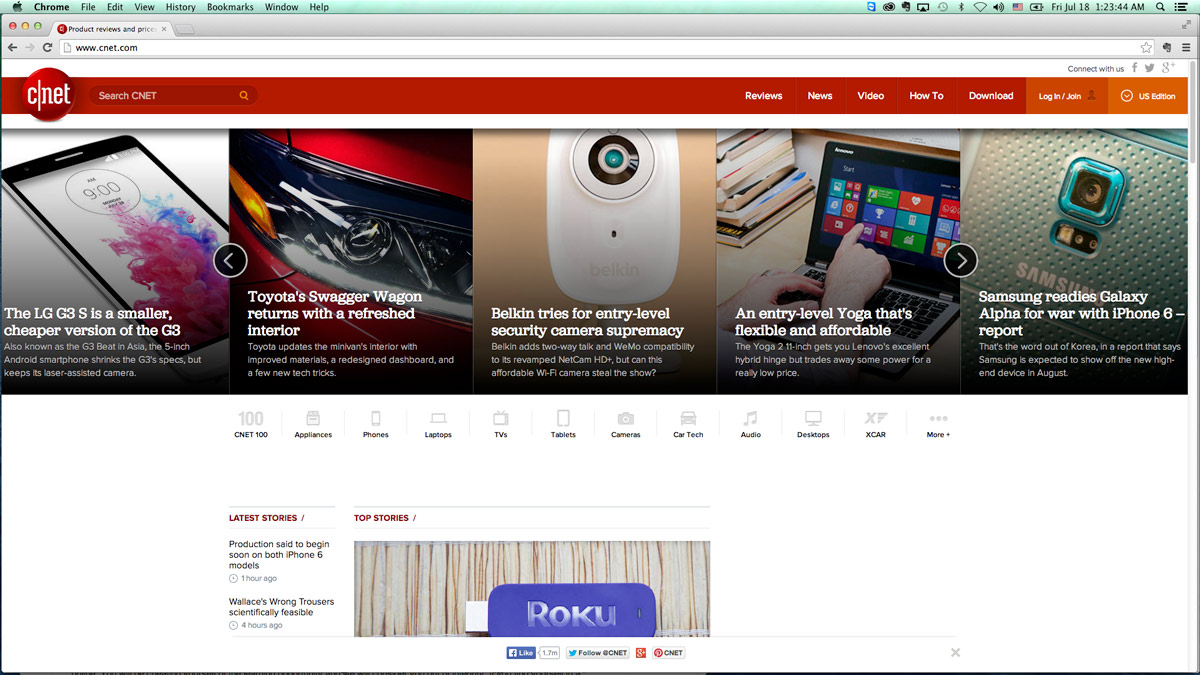 Chrome File Edit View History Bookmarks Window Help
Fri Jul 18 1:23:44 AM
Product reviews and prices
www.cnet.com
Connect with us
c|net
Search CNET
Reviews News Video How To Download Log In / Join US Edition
AM
9:00
The LG G3 S is a smaller,
cheaper version of the G3
Also known as the G3 Beat in Asia, the 5-inch
Android smartphone shrinks the G3's specs, but
keeps its laser-assisted camera.
Toyota's Swagger Wagon
returns with a refreshed
interior
Toyota updates the minivan's interior with
improved materials, a redesigned dashboard, and
a few new tech tricks.
belkin
Belkin tries for entry-level
security camera supremacy
Belkin adds two-way talk and WeMo compatibility
to its revamped NetCam HD+, but can this
affordable Wi-Fi camera steal the show?
lenovo
Start
An entry-level Yoga that's
flexible and affordable
The Yoga 2 11-inch gets you Lenovo's excellent
hybrid hinge but trades away some power for a
really low price.
SAMSUNG
Samsung readies Galaxy
Alpha for war with iPhone 6 –
report
That's the word out of Korea, in a report that says
Samsung is expected to show off the new high-
end device in August.
100
CNET 100 Appliances Phones Laptops TVs Tablets Cameras Car Tech Audio Desktops XCAR More +
LATEST STORIES /
Production said to begin
soon on both iPhone 6
models
1 hour ago
Wallace's Wrong Trousers
scientifically feasible
4 hours ago
TOP STORIES /
Roku
Like 1.7m Follow @CNET CNET